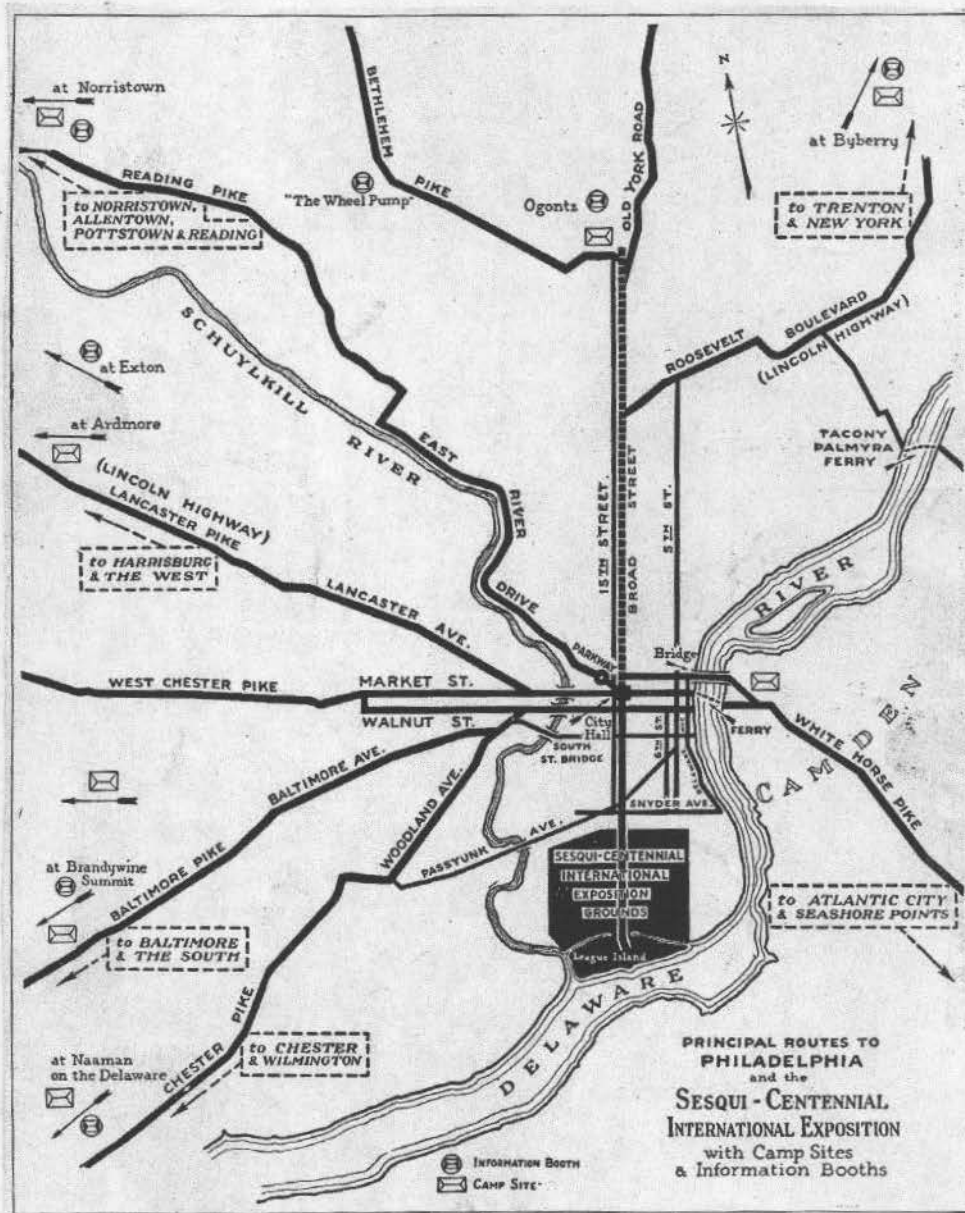 at Norristown
READING PIKE
to NORRISTOWN,
ALLENTOWN,
POTTSTOWN & READING
BETHLEHEM
PIKE
"The Wheel Pump"
Ogontz
OLD YORK ROAD
N
at Byberry
to TRENTON
& NEW YORK
ROOSEVELT BOULEVARD
(LINCOLN HIGHWAY)
TACONY
PALMYRA
FERRY
SCHUYLKILL
RIVER
at Exton
at Ardmore
(LINCOLN HIGHWAY)
LANCASTER PIKE
to HARRISBURG
& THE WEST
LANCASTER AVE.
EAST
RIVER
DRIVE
15TH STREET.
BROAD STREET
5TH ST.
RIVER
PARKWAY
Bridge
WEST CHESTER PIKE
MARKET ST.
WALNUT ST.
City
Hall
SOUTH
ST. BRIDGE
6TH ST.
FERRY
CAMDEN
WHITE HORSE PIKE
BALTIMORE AVE.
WOODLAND AVE.
PASSYUNK AVE.
SNYDER AVE.
SESQUI-CENTENNIAL
INTERNATIONAL
EXPOSITION
GROUNDS
League Island
at Brandywine
Summit
BALTIMORE PIKE
to BALTIMORE
& THE SOUTH
to ATLANTIC CITY
& SEASHORE POINTS
DELAWARE
CHESTER
PIKE
to CHESTER
& WILMINGTON
at Naaman
on the Delaware
PRINCIPAL ROUTES TO
PHILADELPHIA
and the
SESQUI-CENTENNIAL
INTERNATIONAL EXPOSITION
with Camp Sites
& Information Booths
INFORMATION BOOTH
CAMP SITE